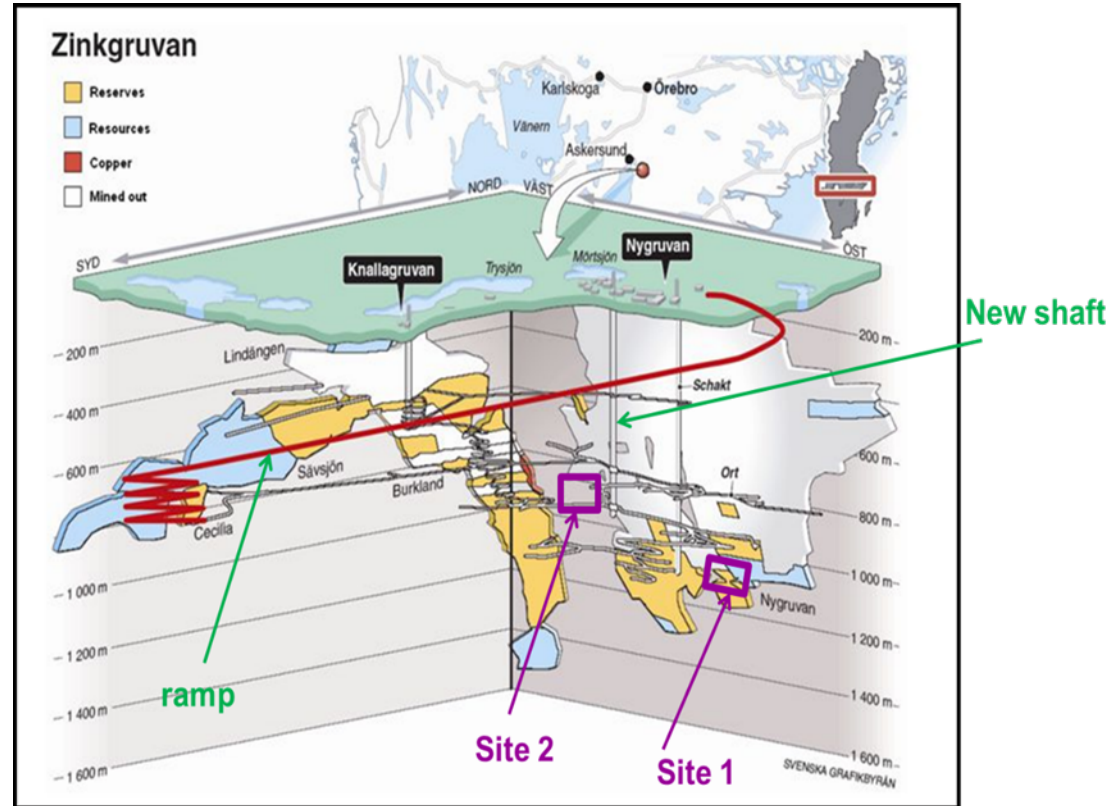 Zinkgruvan
Reserves
Resources
Copper
Mined out
Karlskoga
Örebro
Vänern
Askersund
NORD
VÄST
SYD
ÖST
Knallagruvan
Trysjön
Mörtsjön
Nygruvan
New shaft
200 m
400 m
600 m
1 000 m
1 200 m
1 400 m
1 600 m
Lindängen
Sävsjön
Burkland
Cecilia
Schakt
Ort
Nygruvan
200 m
600 m
800 m
1 000 m
1 200 m
1 400 m
1 600 m
ramp
Site 2
Site 1
SVENSKA GRAFIKBYRÅN